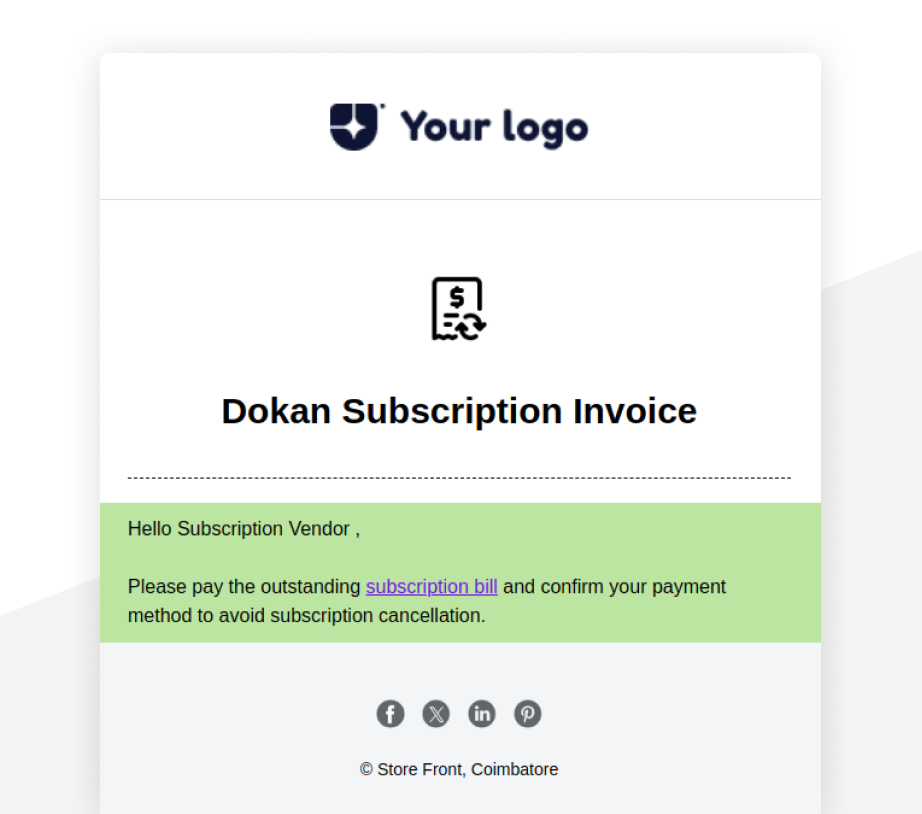 Your logo
$
Dokan Subscription Invoice
Hello Subscription Vendor ,
Please pay the outstanding subscription bill and confirm your payment
method to avoid subscription cancellation.
© Store Front, Coimbatore